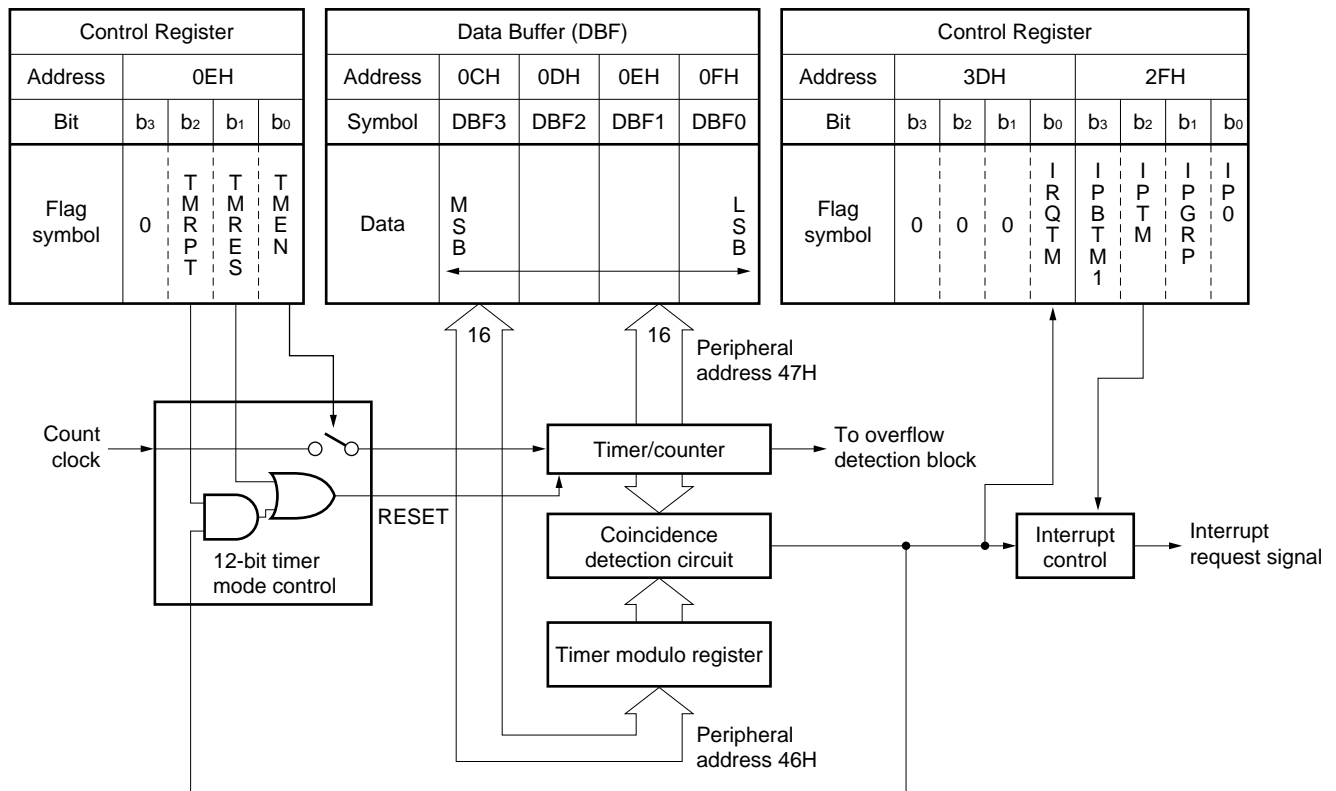 Control Register
Address 0EH
Bit b3 b2 b1 b0
Flag symbol 0 TMRPT TMRES TMEN
Data Buffer (DBF)
Address 0CH 0DH 0EH 0FH
Symbol DBF3 DBF2 DBF1 DBF0
Data MSB LSB
Control Register
Address 3DH 2FH
Bit b3 b2 b1 b0 b3 b2 b1 b0
Flag symbol 0 0 0 IRQTM IPBTM1 IPTM IPGRP IP0
16
16
Peripheral
address 47H
Count
clock
Timer/counter
To overflow
detection block
RESET
12-bit timer
mode control
Coincidence
detection circuit
Interrupt
control
Interrupt
request signal
Timer modulo register
Peripheral
address 46H